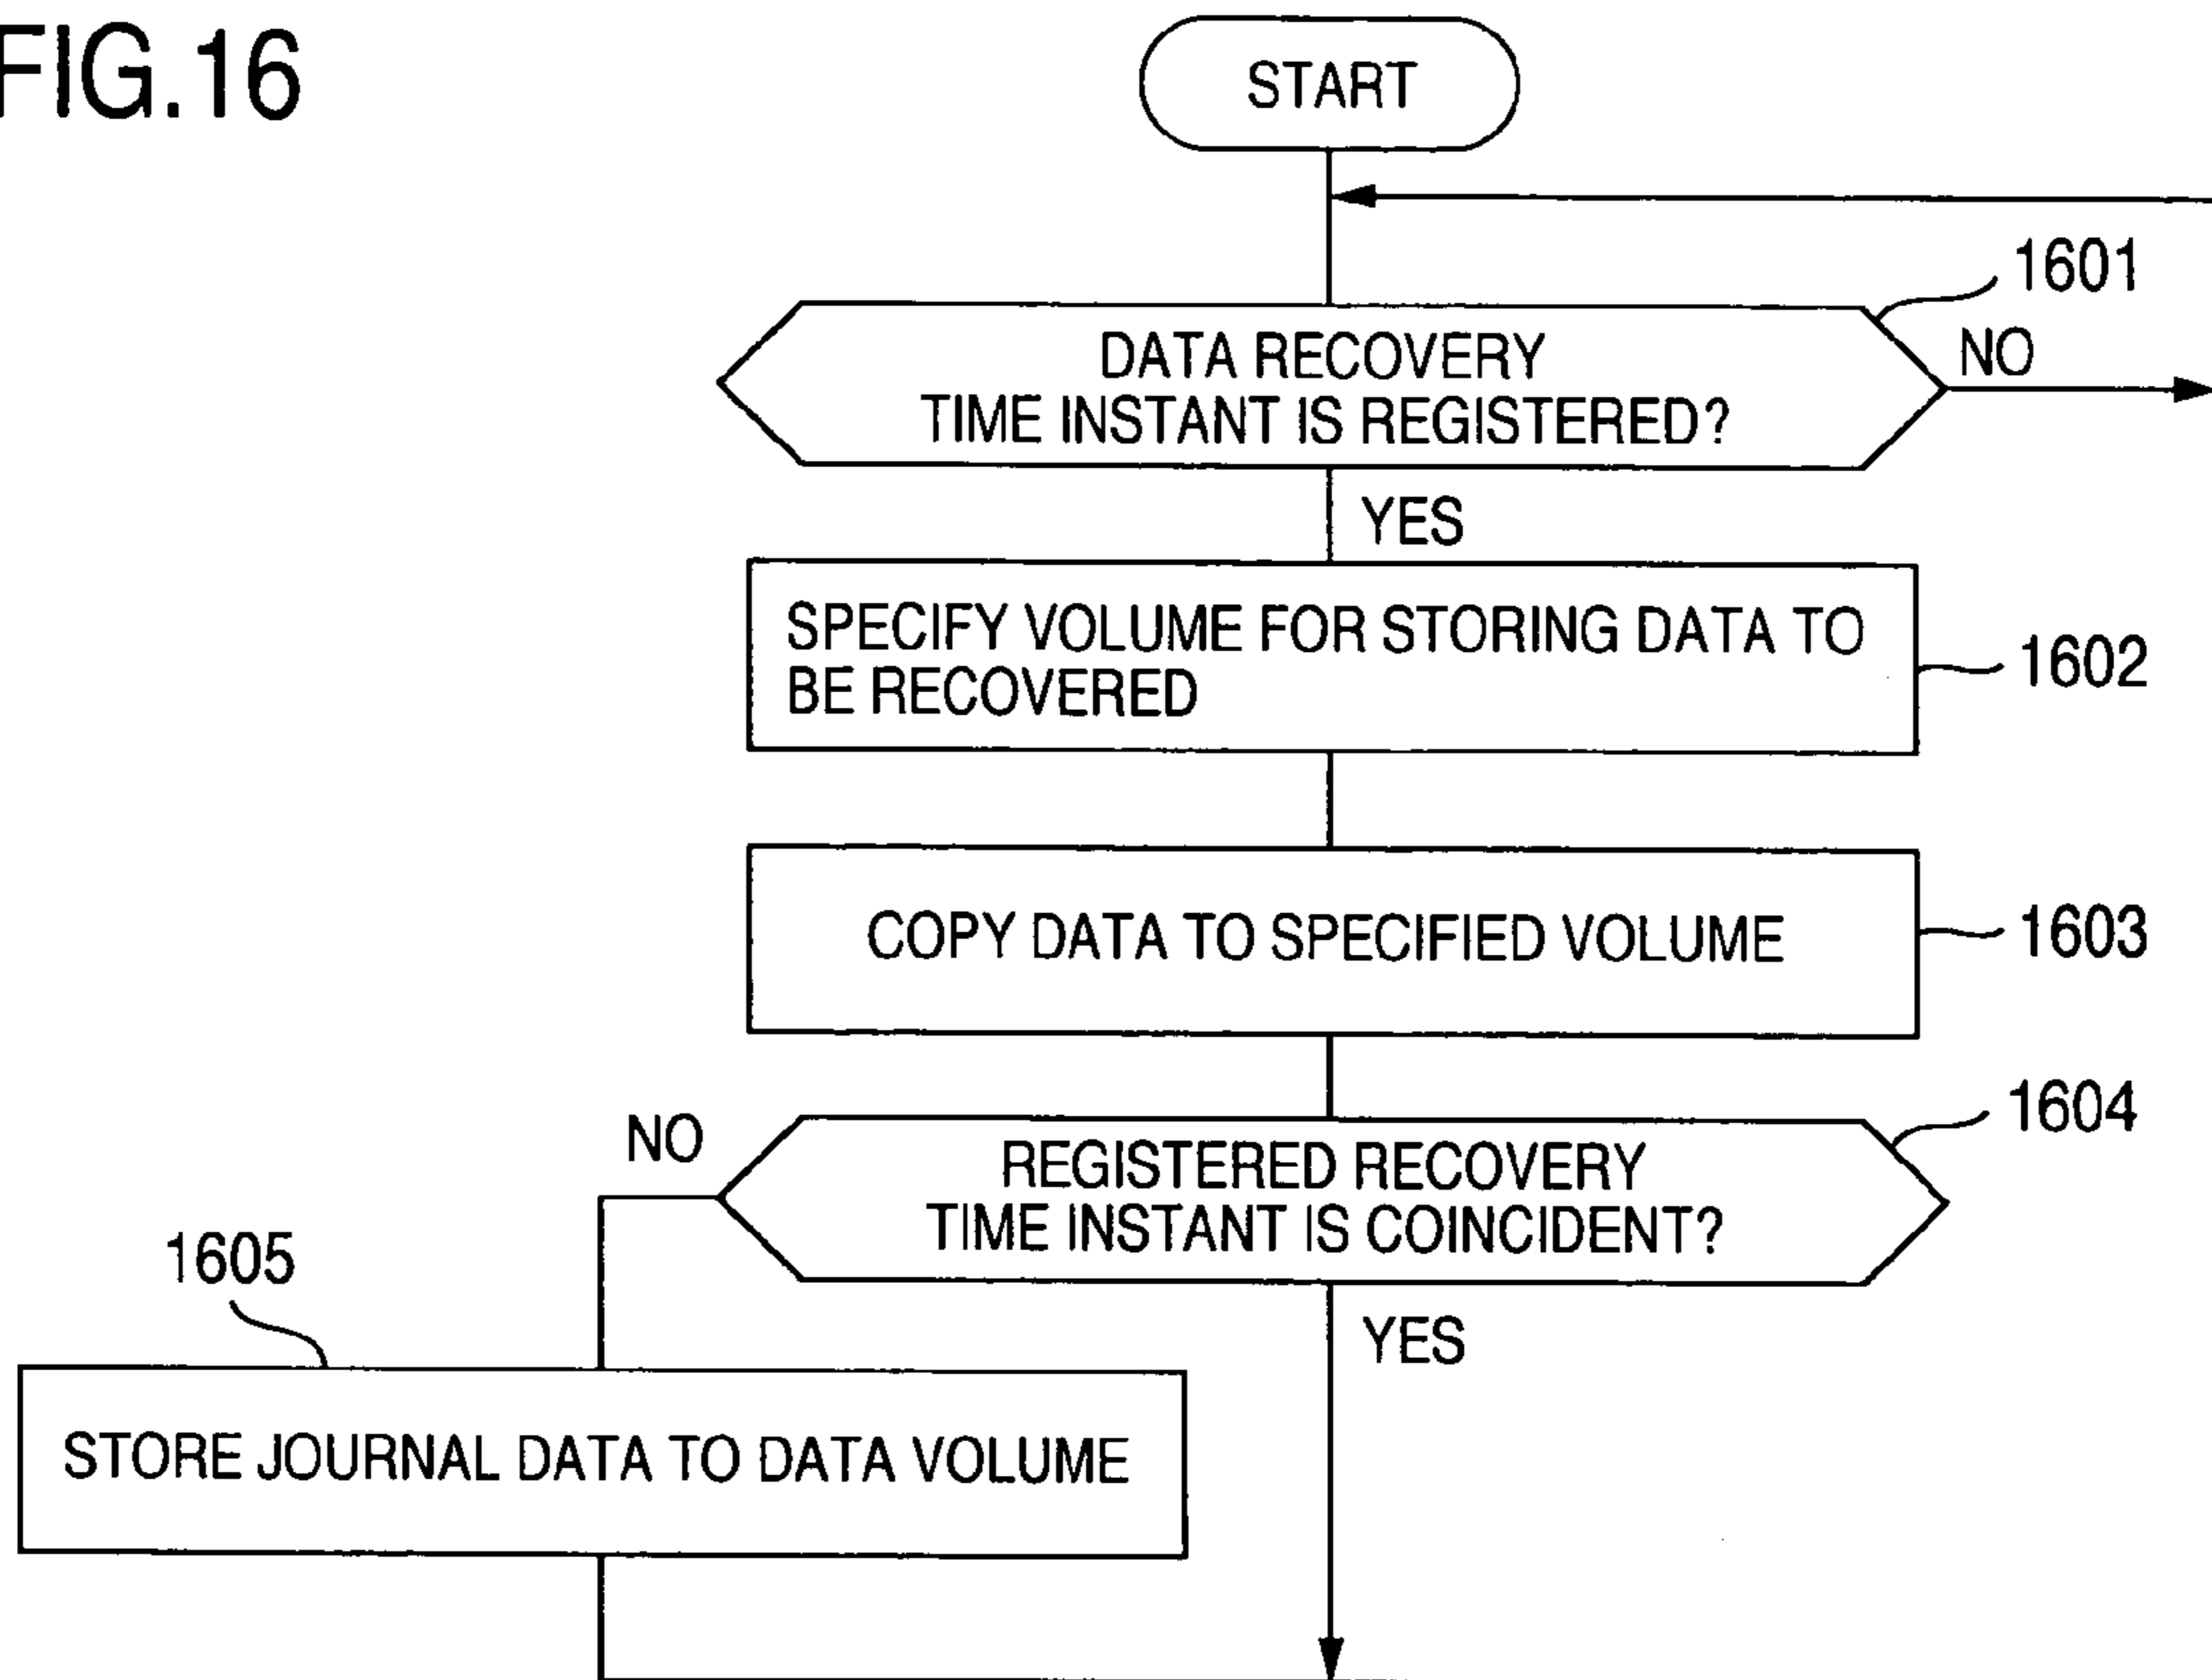 FIG.16
START
1601
DATA RECOVERY
TIME INSTANT IS REGISTERED?
NO
YES
SPECIFY VOLUME FOR STORING DATA TO
BE RECOVERED
1602
COPY DATA TO SPECIFIED VOLUME
1603
1604
NO
REGISTERED RECOVERY
TIME INSTANT IS COINCIDENT?
1605
YES
STORE JOURNAL DATA TO DATA VOLUME